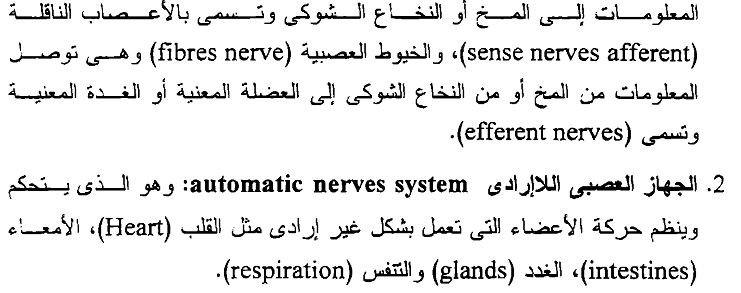 المعلومات إلى المخ أو النخاع الشوكى وتسمى بالأعصاب الناقلة
(sense nerves afferent)، والخيوط العصبية (fibres nerve) وهى توصل
المعلومات من المخ أو من النخاع الشوكى إلى العضلة المعنية أو الغدة المعنية
وتسمى (efferent nerves).
2. الجهاز العصبى اللاإرادى automatic nerves system: وهو الذى يتحكم
وينظم حركة الأعضاء التى تعمل بشكل غير إرادى مثل القلب (Heart)، الأمعاء
(intestines)، الغدد (glands) والتنفس (respiration).